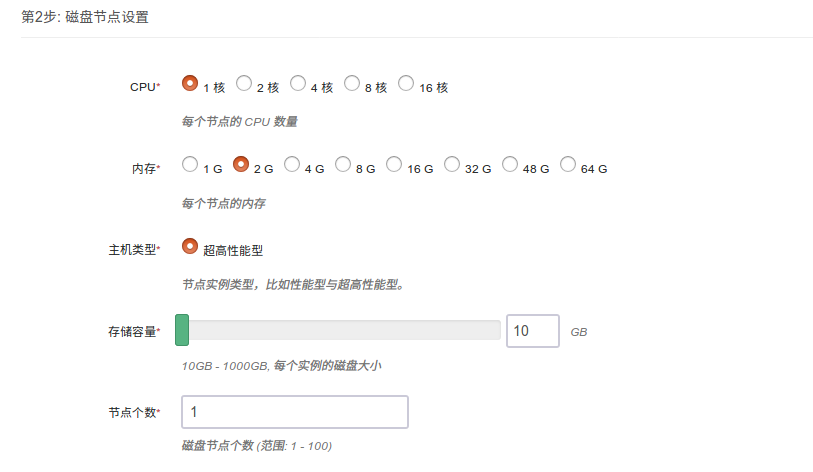 第2步: 磁盘节点设置
CPU* 1 核 2 核 4 核 8 核 16 核
每个节点的 CPU 数量
内存* 1 G 2 G 4 G 8 G 16 G 32 G 48 G 64 G
每个节点的内存
主机类型* 超高性能型
节点实例类型，比如性能型与超高性能型。
存储容量* 10 GB
10GB - 1000GB, 每个实例的磁盘大小
节点个数* 1
磁盘节点个数 (范围: 1 - 100)